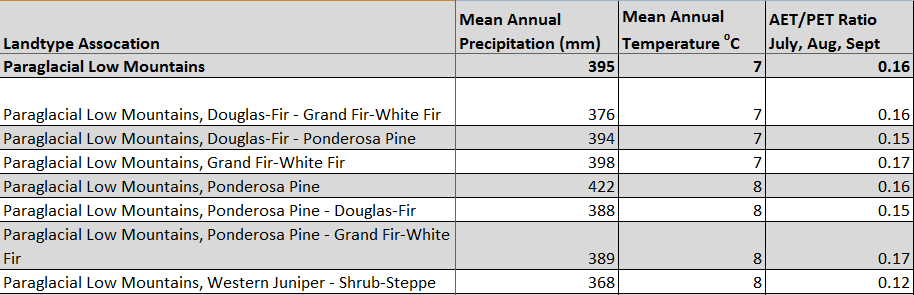 Landtype Assocation Mean Annual Precipitation (mm) Mean Annual Temperature °C AET/PET Ratio July, Aug, Sept
Paraglacial Low Mountains 395 7 0.16
Paraglacial Low Mountains, Douglas-Fir - Grand Fir-White Fir 376 7 0.16
Paraglacial Low Mountains, Douglas-Fir - Ponderosa Pine 394 7 0.15
Paraglacial Low Mountains, Grand Fir-White Fir 398 7 0.17
Paraglacial Low Mountains, Ponderosa Pine 422 8 0.16
Paraglacial Low Mountains, Ponderosa Pine - Douglas-Fir 388 8 0.15
Paraglacial Low Mountains, Ponderosa Pine - Grand Fir-White
Fir 389 8 0.17
Paraglacial Low Mountains, Western Juniper - Shrub-Steppe 368 8 0.12